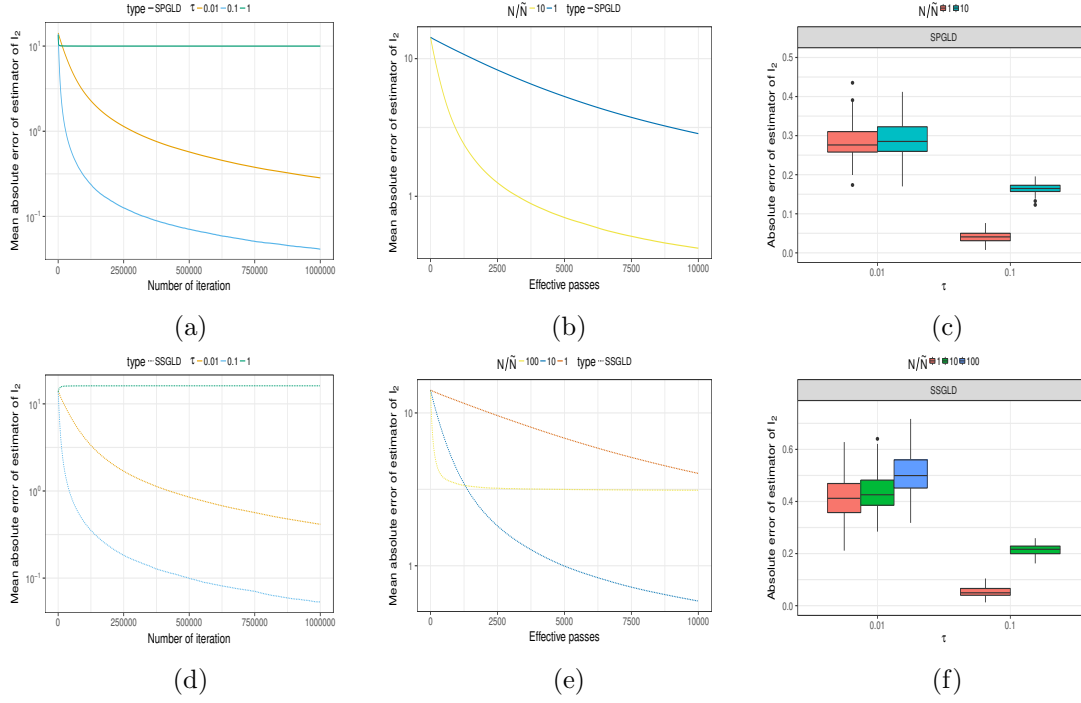 type SPGLD τ 0.01 0.1 1
Mean absolute error of estimator of I₂
10¹
10⁰
10⁻¹
0 250000 500000 750000 1000000
Number of iteration
(a)
N/Ñ 10 1 type SPGLD
Mean absolute error of estimator of I₂
10
1
0 2500 5000 7500 10000
Effective passes
(b)
N/Ñ 1 10
SPGLD
Absolute error of estimator of I₂
0.5
0.4
0.3
0.2
0.1
0.0
0.01 0.1
τ
(c)
type SSGLD τ 0.01 0.1 1
Mean absolute error of estimator of I₂
10¹
10⁰
10⁻¹
0 250000 500000 750000 1000000
Number of iteration
(d)
N/Ñ 100 10 1 type SSGLD
Mean absolute error of estimator of I₂
10
1
0 2500 5000 7500 10000
Effective passes
(e)
N/Ñ 1 10 100
SSGLD
Absolute error of estimator of I₂
0.6
0.4
0.2
0.0
0.01 0.1
τ
(f)